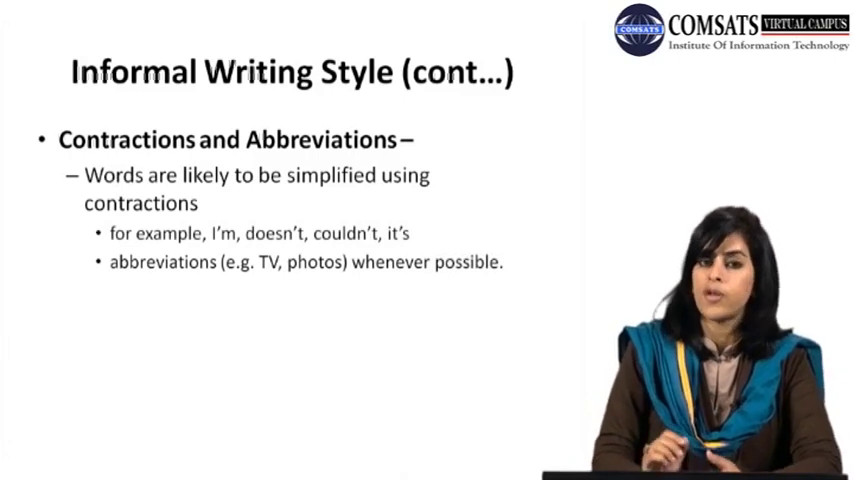 COMSATS VIRTUAL CAMPUS
COMSATS
Institute Of Information Technology
Informal Writing Style (cont…)
• Contractions and Abbreviations –
– Words are likely to be simplified using
contractions
• for example, I'm, doesn't, couldn't, it's
• abbreviations (e.g. TV, photos) whenever possible.